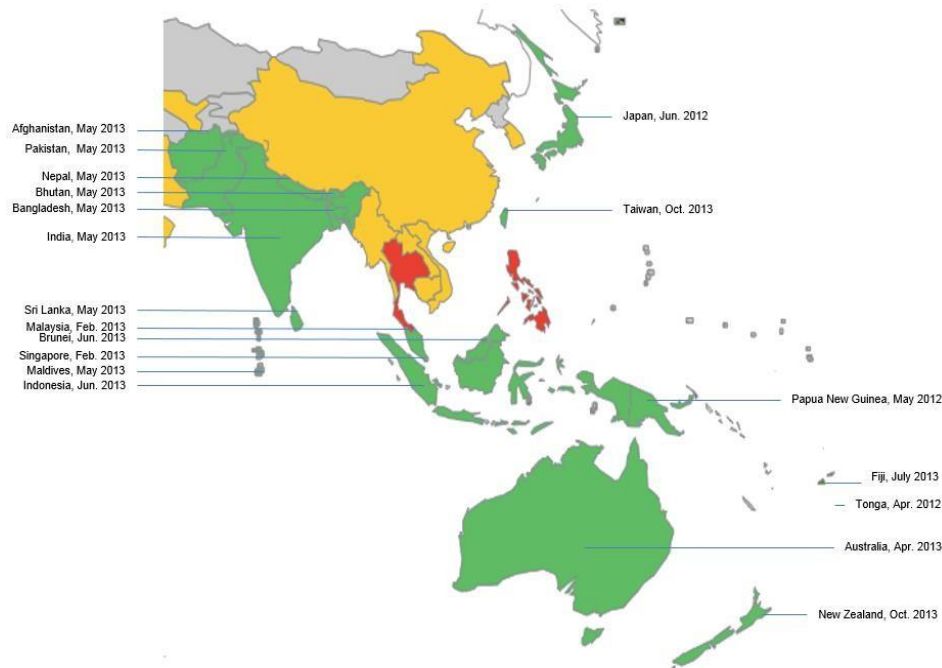 Afghanistan, May 2013
Pakistan, May 2013
Nepal, May 2013
Bhutan, May 2013
Bangladesh, May 2013
India, May 2013
Sri Lanka, May 2013
Malaysia, Feb. 2013
Brunei, Jun. 2013
Singapore, Feb. 2013
Maldives, May 2013
Indonesia, Jun. 2013
Japan, Jun. 2012
Taiwan, Oct. 2013
Papua New Guinea, May 2012
Fiji, July 2013
Tonga, Apr. 2012
Australia, Apr. 2013
New Zealand, Oct. 2013